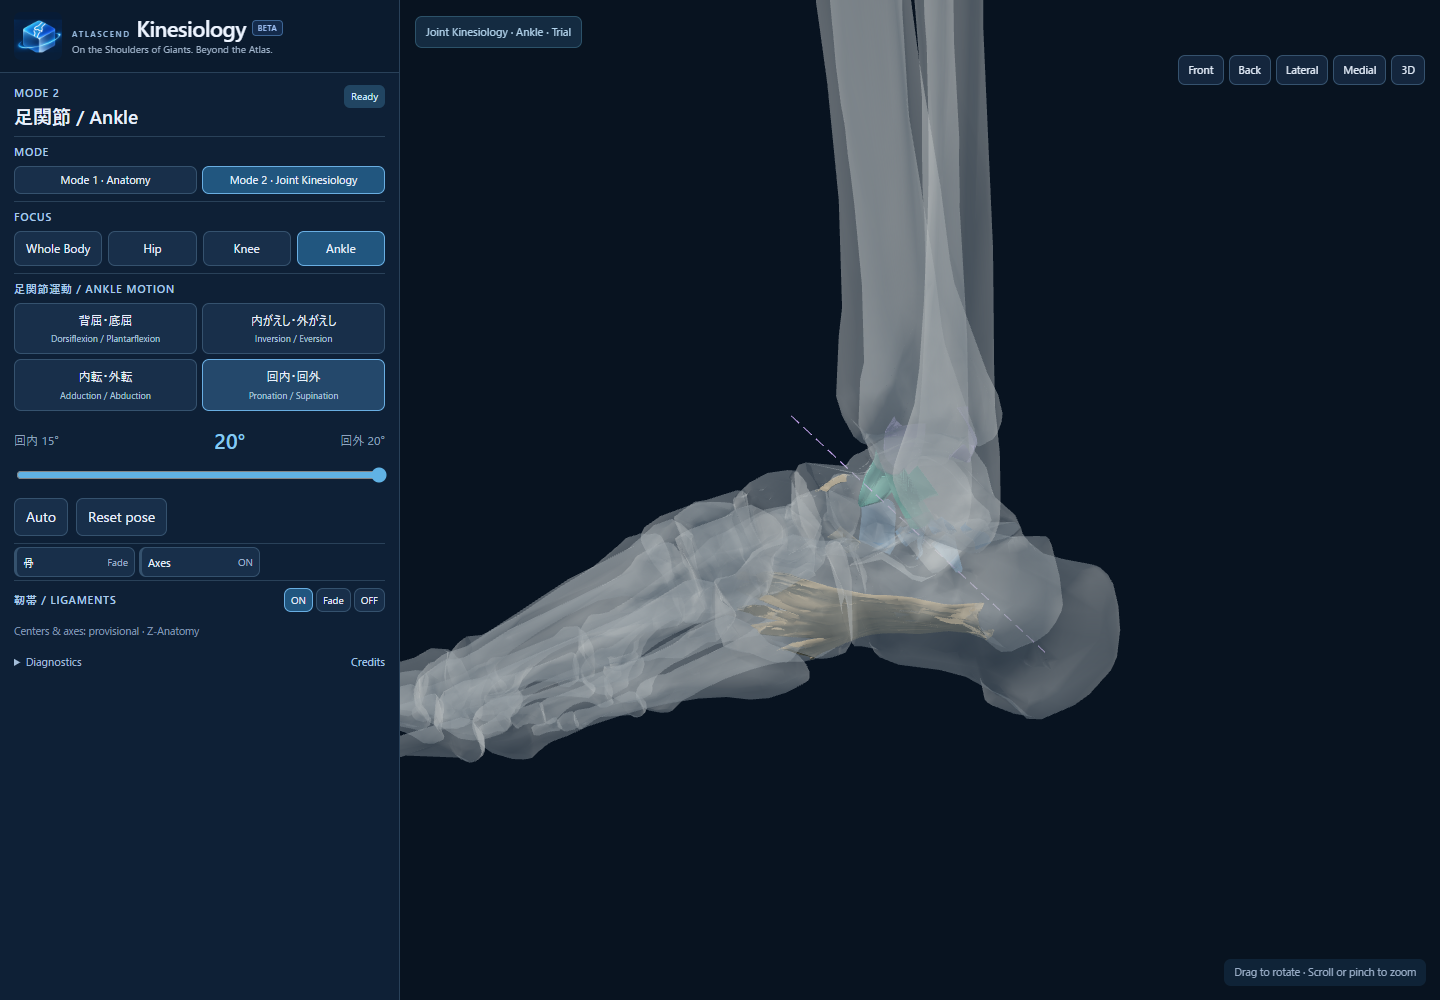 ATLASCEND Kinesiology BETA
On the Shoulders of Giants. Beyond the Atlas.
MODE 2
足関節 / Ankle
Ready
MODE
Mode 1 · Anatomy
Mode 2 · Joint Kinesiology
FOCUS
Whole Body
Hip
Knee
Ankle
足関節運動 / ANKLE MOTION
背屈・底屈
Dorsiflexion / Plantarflexion
内がえし・外がえし
Inversion / Eversion
内転・外転
Adduction / Abduction
回内・回外
Pronation / Supination
回内 15°
20°
回外 20°
Auto
Reset pose
骨
Fade
Axes
ON
靭帯 / LIGAMENTS
ON
Fade
OFF
Centers & axes: provisional · Z-Anatomy
Diagnostics
Credits
Joint Kinesiology · Ankle · Trial
Front
Back
Lateral
Medial
3D
Drag to rotate · Scroll or pinch to zoom